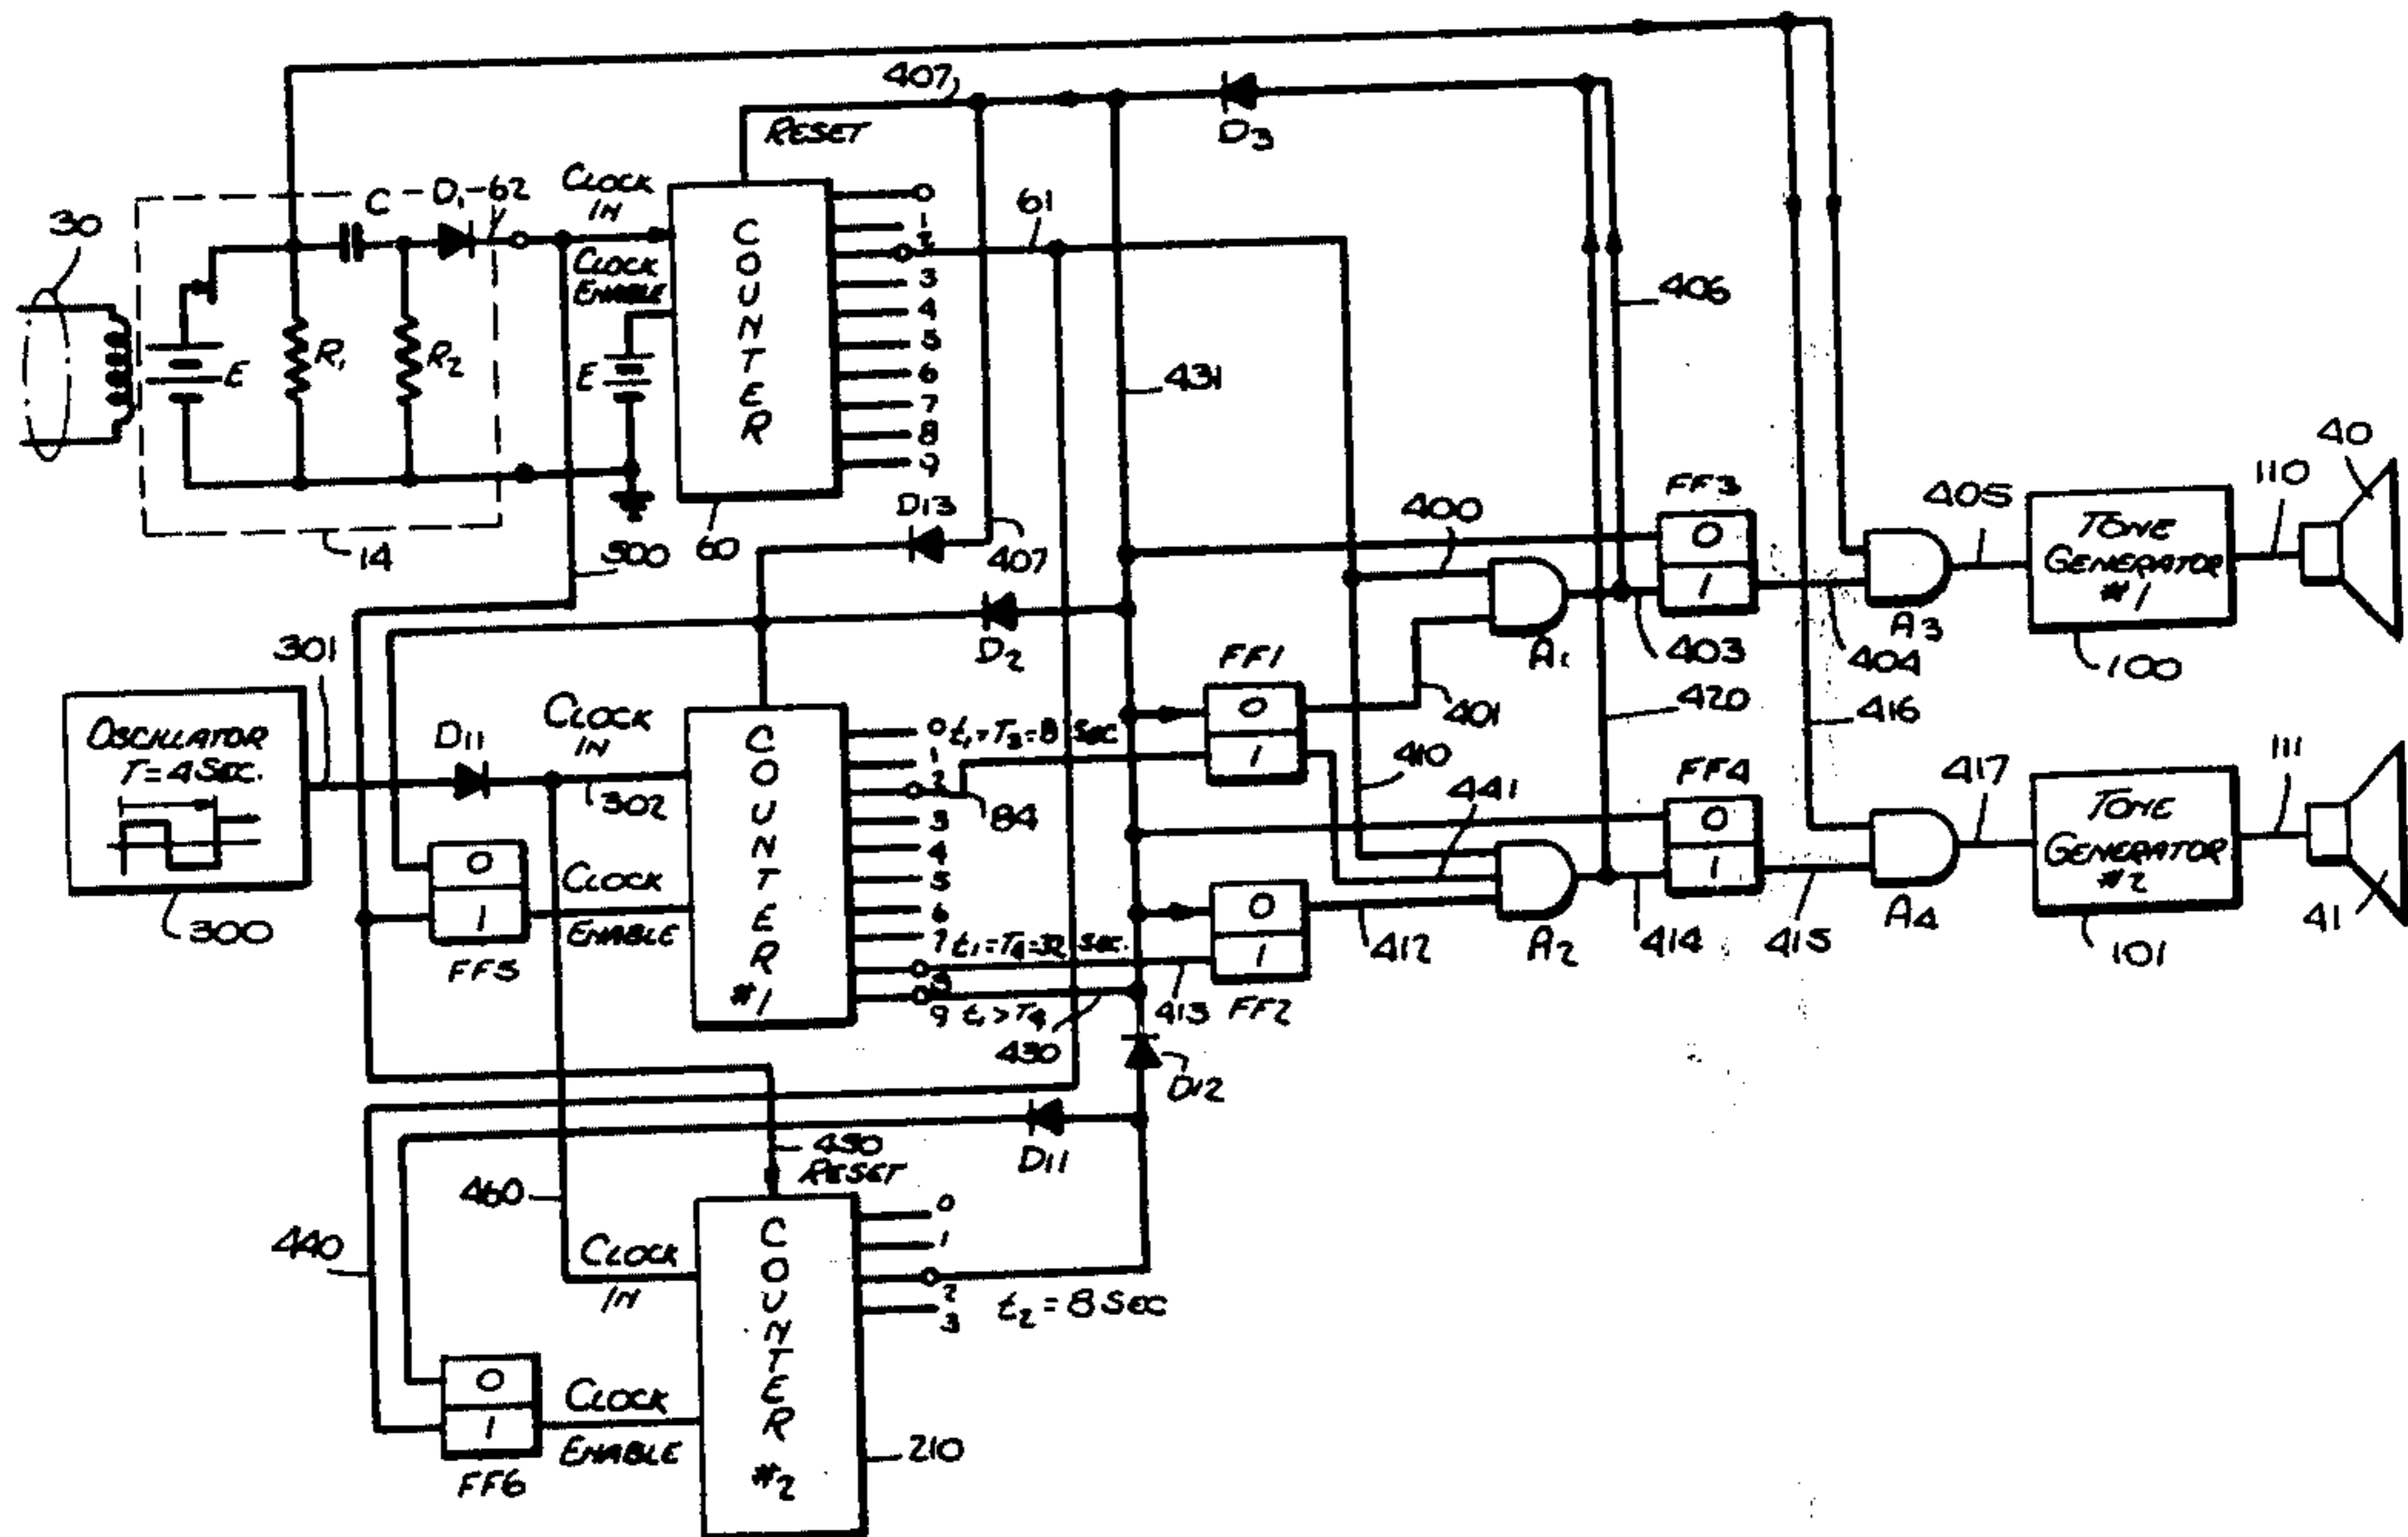 407
RESET
D3
C - D1 - 62
CLOCK IN
CLOCK ENABLE
30
E
R1
R2
E
COUNTER
0
1
2
3
4
5
6
7
8
9
61
406
431
14
500
60
D13
407
D2
400
A1
403
FF3
0
1
404
A3
405
TONE GENERATOR #1
100
110
40
301
OSCILLATOR
T=4SEC.
300
D11
CLOCK IN
302
0
1
FF5
CLOCK ENABLE
COUNTER #1
0 t1=T3=8 SEC
1
2
3
4
5
6
7 t1=T4=32 SEC.
8
9 t1>T4
84
FF1
0
1
401
410
441
420
416
FF4
0
1
417
TONE GENERATOR #2
101
111
41
430
413
FF2
0
1
412
A2
414
415
A4
D12
D11
450
RESET
460
440
CLOCK IN
COUNTER #2
0
1
2
3
t2=8 SEC
0
1
FF6
CLOCK ENABLE
210